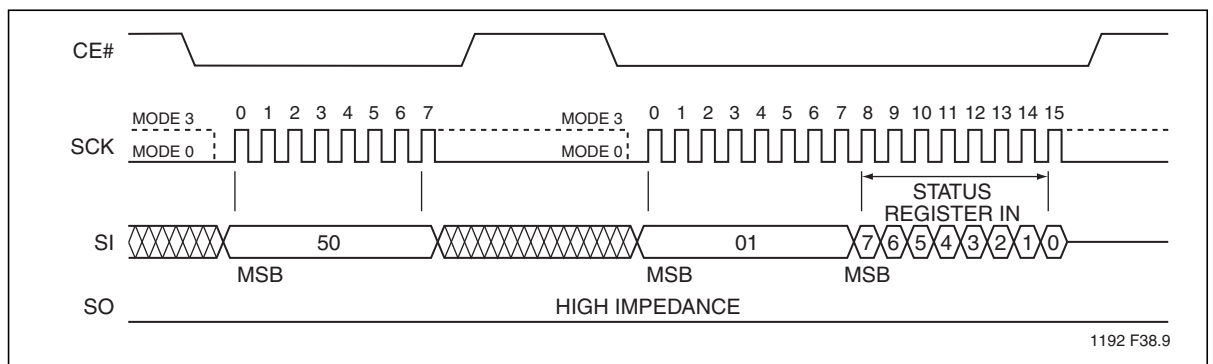 CE#
0 1 2 3 4 5 6 7
0 1 2 3 4 5 6 7 8 9 10 11 12 13 14 15
MODE 3
MODE 3
SCK
MODE 0
MODE 0
STATUS
REGISTER IN
SI
50
01
7 6 5 4 3 2 1 0
MSB
MSB
MSB
SO
HIGH IMPEDANCE
1192 F38.9